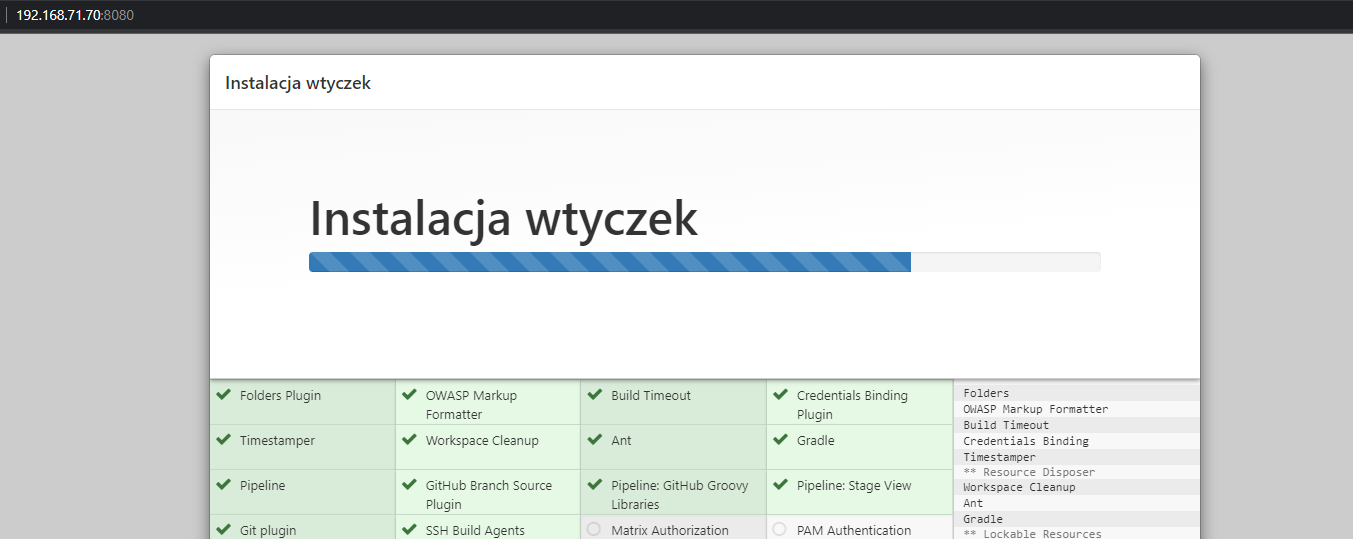 192.168.71.70:8080
Instalacja wtyczek
Instalacja wtyczek
Folders Plugin
OWASP Markup
Formatter
Build Timeout
Credentials Binding
Plugin
Timestamper
Workspace Cleanup
Ant
Gradle
Pipeline
GitHub Branch Source
Plugin
Pipeline: GitHub Groovy
Libraries
Pipeline: Stage View
Git plugin
SSH Build Agents
Matrix Authorization
PAM Authentication
Folders
OWASP Markup Formatter
Build Timeout
Credentials Binding
Timestamper
** Resource Disposer
Workspace Cleanup
Ant
Gradle
** Lockable Resources